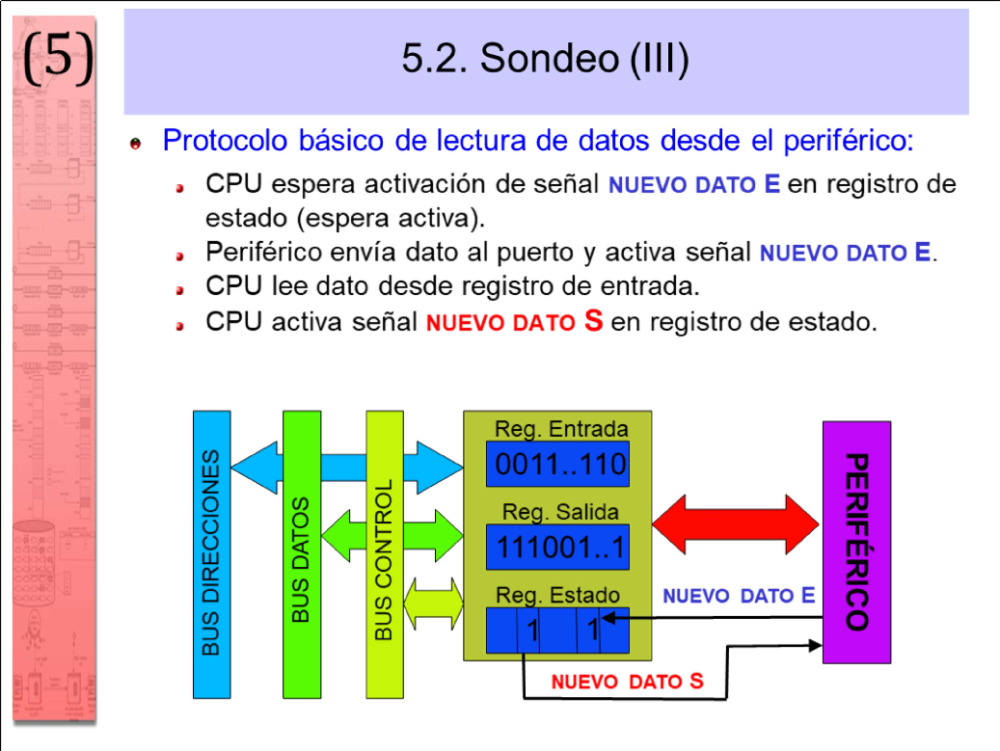 (5)
5.2. Sondeo (III)
Protocolo básico de lectura de datos desde el periférico:
CPU espera activación de señal NUEVO DATO E en registro de
estado (espera activa).
Periférico envía dato al puerto y activa señal NUEVO DATO E.
CPU lee dato desde registro de entrada.
CPU activa señal NUEVO DATO S en registro de estado.
BUS DIRECCIONES
BUS DATOS
BUS CONTROL
Reg. Entrada
0011..110
Reg. Salida
111001..1
Reg. Estado
1 1
NUEVO DATO E
NUEVO DATO S
PERIFÉRICO